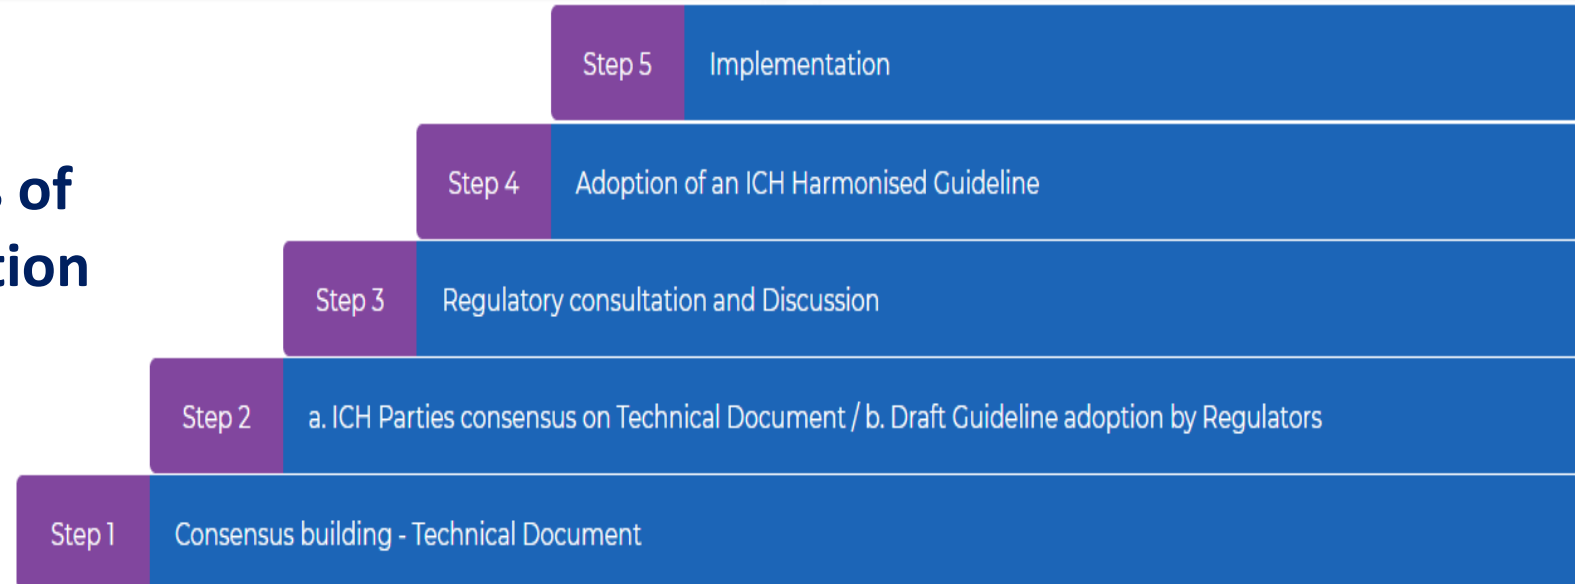 Step 5 Implementation
of
Step 4 Adoption of an ICH Harmonised Guideline
Step 3 Regulatory consultation and Discussion
Step 2 a. ICH Parties consensus on Technical Document / b. Draft Guideline adoption by Regulators
Step 1 Consensus building - Technical Document